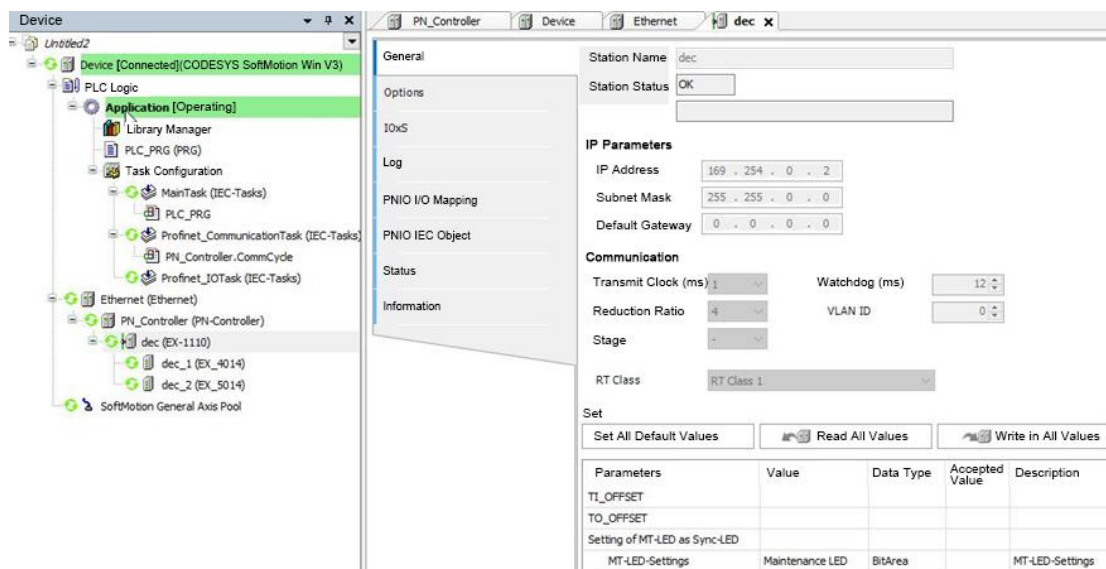 Device
Untitled2
Device [Connected](CODESYS SoftMotion Win V3)
PLC Logic
Application [Operating]
Library Manager
PLC_PRG (PRG)
Task Configuration
MainTask (IEC-Tasks)
PLC_PRG
Profinet_CommunicationTask (IEC-Tasks)
PN_Controller.CommCycle
Profinet_IOTask (IEC-Tasks)
Ethernet (Ethernet)
PN_Controller (PN-Controller)
dec (EX-1110)
dec_1 (EX_4014)
dec_2 (EX_5014)
SoftMotion General Axis Pool
PN_Controller Device Ethernet dec
General
Options
IOxS
Log
PNIO I/O Mapping
PNIO IEC Object
Status
Information
Station Name dec
Station Status OK
IP Parameters
IP Address 169 . 254 . 0 . 2
Subnet Mask 255 . 255 . 0 . 0
Default Gateway 0 . 0 . 0 . 0
Communication
Transmit Clock (ms) 1 Watchdog (ms) 12
Reduction Ratio 4 VLAN ID 0
Stage -
RT Class RT Class 1
Set
Set All Default Values Read All Values Write in All Values
Parameters Value Data Type Accepted Value Description
TI_OFFSET
TO_OFFSET
Setting of MT-LED as Sync-LED
MT-LED-Settings Maintenance LED BitArea MT-LED-Settings